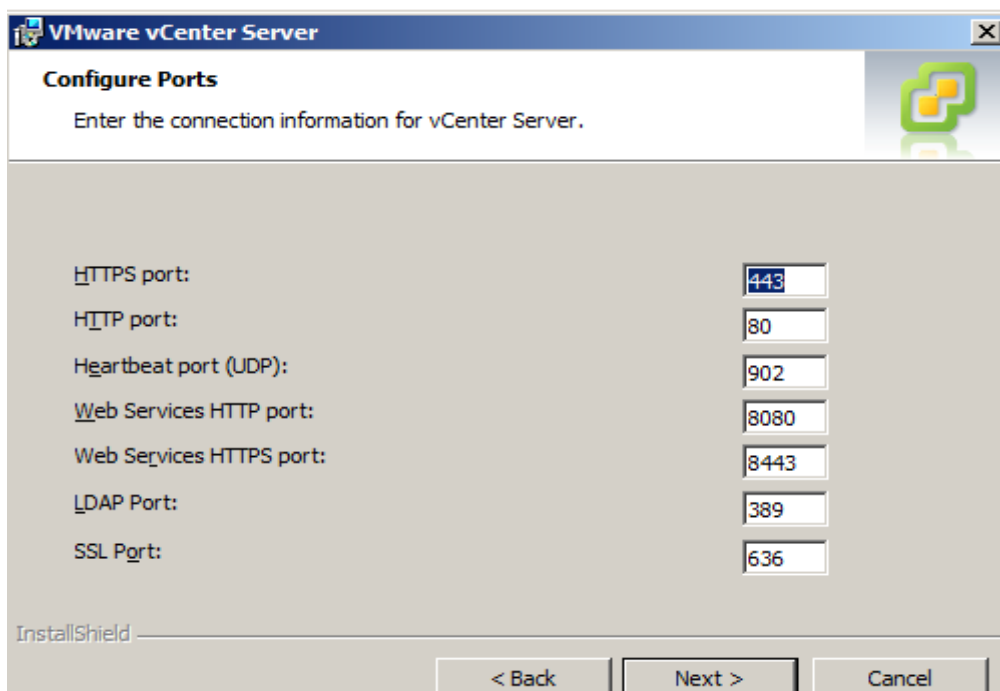 VMware vCenter Server
Configure Ports
Enter the connection information for vCenter Server.
HTTPS port: 443
HTTP port: 80
Heartbeat port (UDP): 902
Web Services HTTP port: 8080
Web Services HTTPS port: 8443
LDAP Port: 389
SSL Port: 636
InstallShield
< Back Next > Cancel